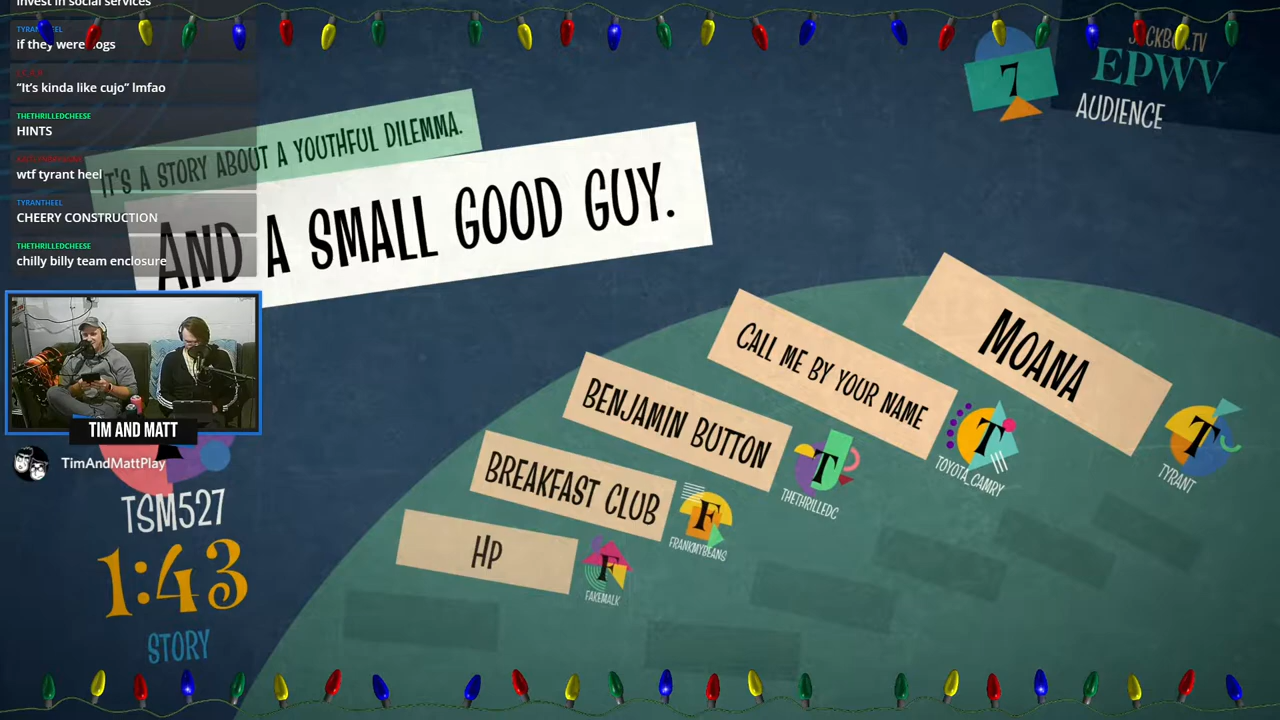 invest in social services
if they were dogs
"It's kinda like cujo" lmfao
THETHRILLEDCHEESE
HINTS
wtf tyrant heel
TYRANTHEEL
CHEERY CONSTRUCTION
THETHRILLEDCHEESE
chilly billy team enclosure
IT'S A STORY ABOUT A YOUTHFUL DILEMMA.
AND A SMALL GOOD GUY.
7
JACKBOX.TV
EPWV
AUDIENCE
MOANA
T
TYRANT
CALL ME BY YOUR NAME
T
TOYOTA_CAMRY
BENJAMIN BUTTON
T
THETHRILLEDC
BREAKFAST CLUB
F
FRANKMYBEANS
HP
F
FAKEMALK
TIM AND MATT
TimAndMattPlay
TSM527
1:43
STORY